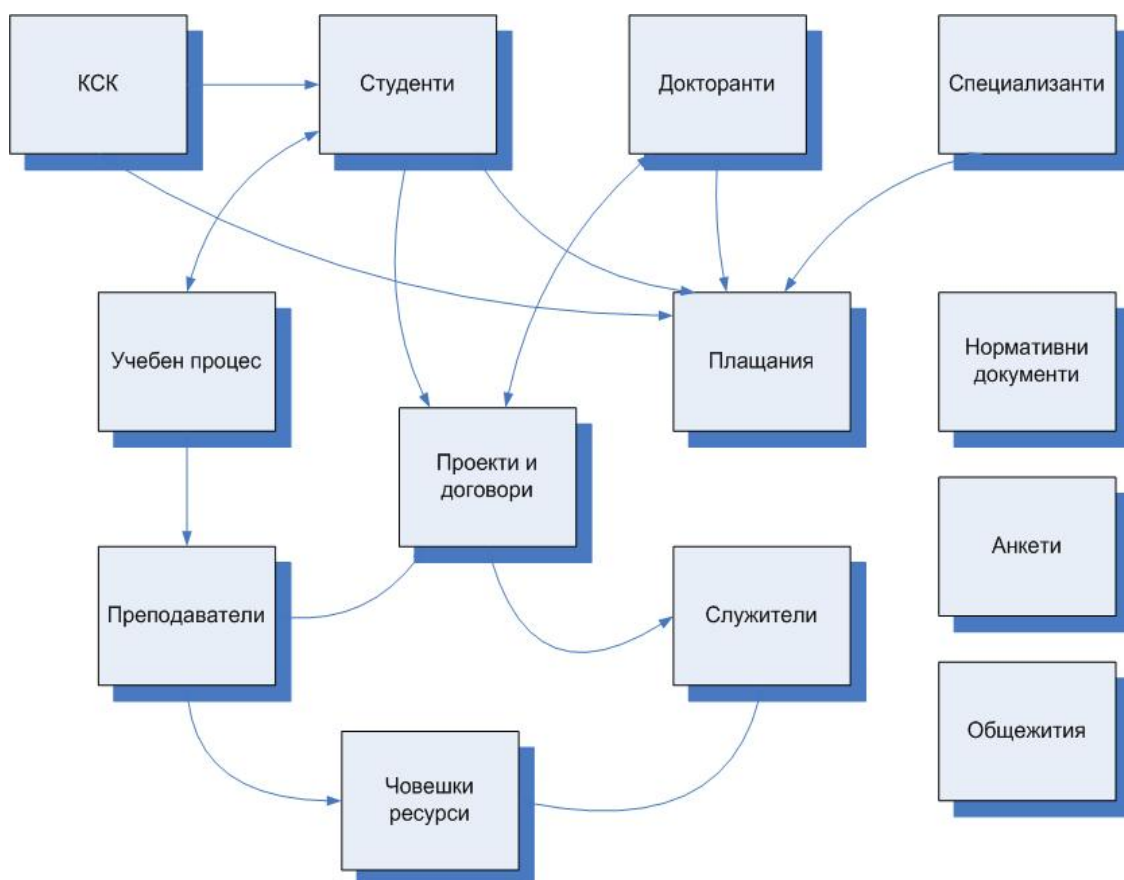 КСК
Студенти
Докторанти
Специализанти
Учебен процес
Плащания
Нормативни
документи
Проекти и
договори
Анкети
Преподаватели
Служители
Общежития
Човешки
ресурси